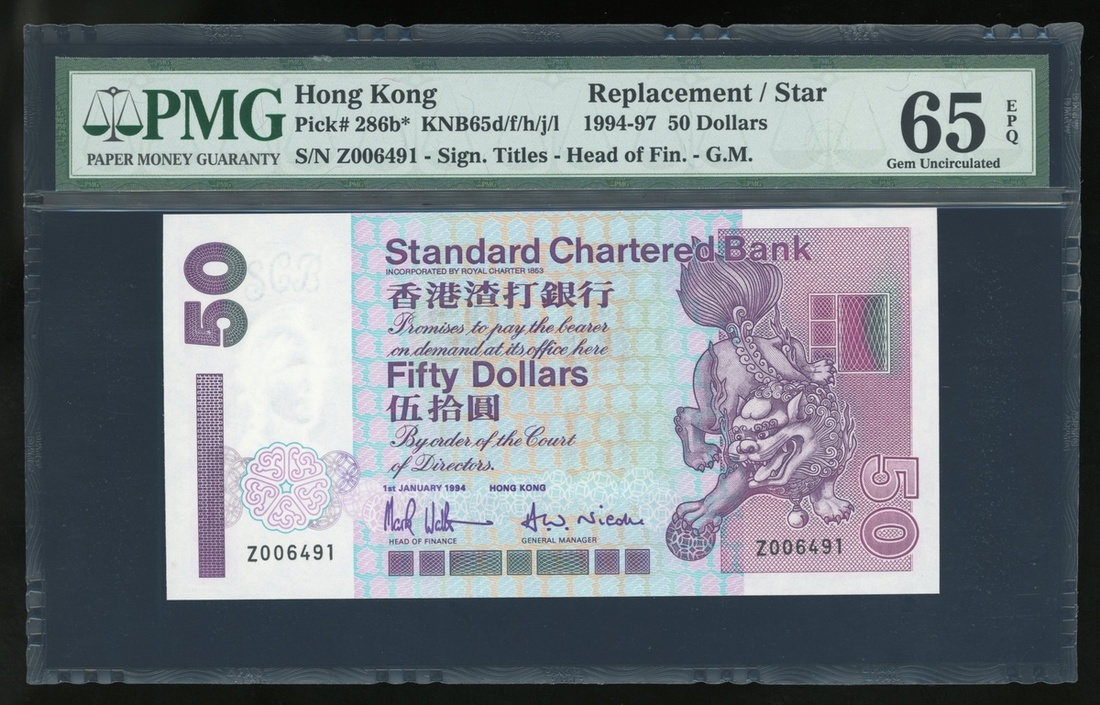 PMG
PAPER MONEY GUARANTY
Hong Kong Replacement / Star
Pick# 286b* KNB65d/f/h/j/l 1994-97 50 Dollars
S/N Z006491 - Sign. Titles - Head of Fin. - G.M.
65 EPQ
Gem Uncirculated
50
Standard Chartered Bank
INCORPORATED BY ROYAL CHARTER 1853
香港渣打銀行
Promises to pay the bearer
on demand at its office here
Fifty Dollars
伍拾圓
By order of the Court
of Directors.
1st JANUARY 1994 HONG KONG
HEAD OF FINANCE GENERAL MANAGER
Z006491
Z006491
50
SCB